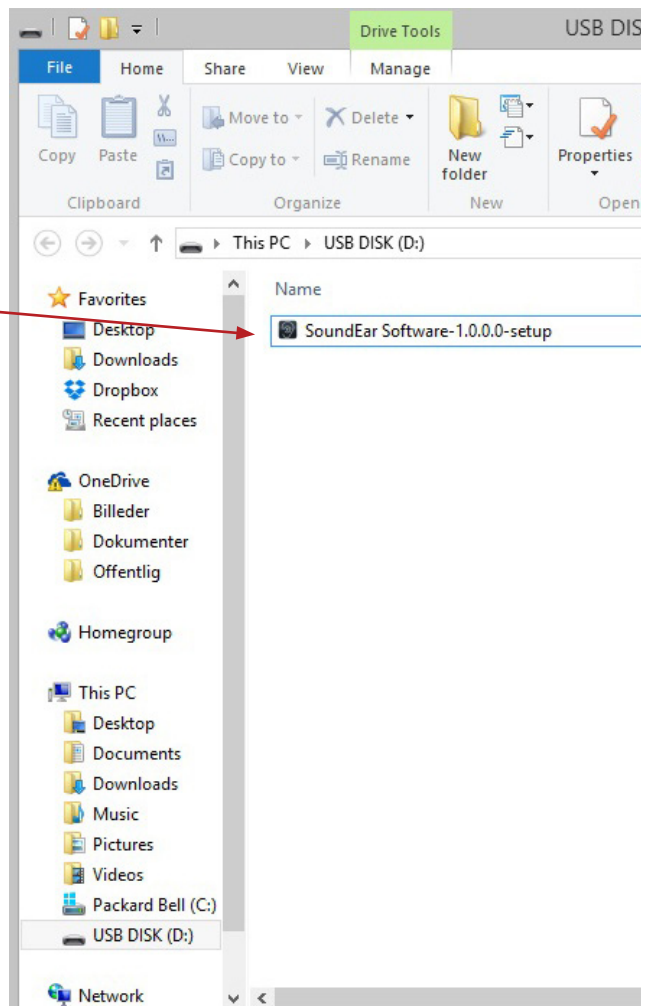 Drive Tools USB DIS
File Home Share View Manage
Copy Paste Move to Copy to Delete Rename New folder Properties
Clipboard Organize New Open
This PC USB DISK (D:)
Name
SoundEar Software-1.0.0.0-setup
Favorites
Desktop
Downloads
Dropbox
Recent places
OneDrive
Billeder
Dokumenter
Offentlig
Homegroup
This PC
Desktop
Documents
Downloads
Music
Pictures
Videos
Packard Bell (C:)
USB DISK (D:)
Network